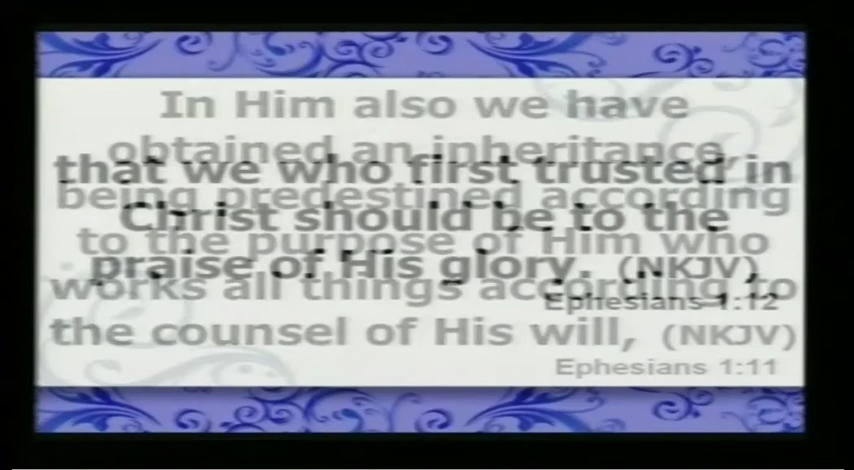 In Him also we have
obtained an inheritance,
being predestined according
to the purpose of Him who
works all things according to
the counsel of His will, (NKJV)
Ephesians 1:11
that we who first trusted in
Christ should be to the
praise of His glory. (NKJV)
Ephesians 1:12